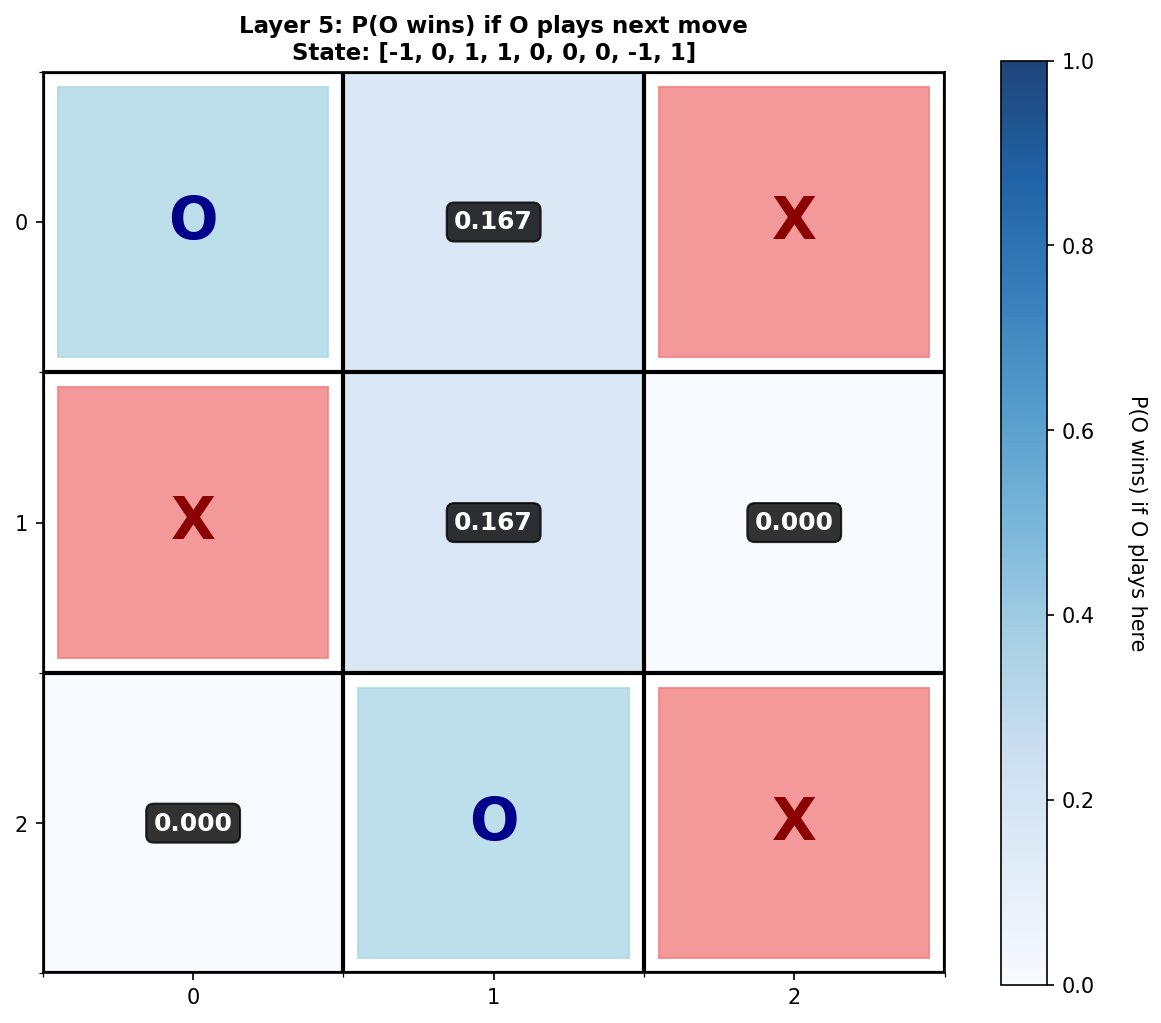 Layer 5: P(O wins) if O plays next move
State: [-1, 0, 1, 1, 0, 0, 0, -1, 1]
0
O
0.167
X
1
X
0.167
0.000
2
0.000
O
X
0
1
2
1.0
0.8
0.6
0.4
0.2
0.0
P(O wins) if O plays here